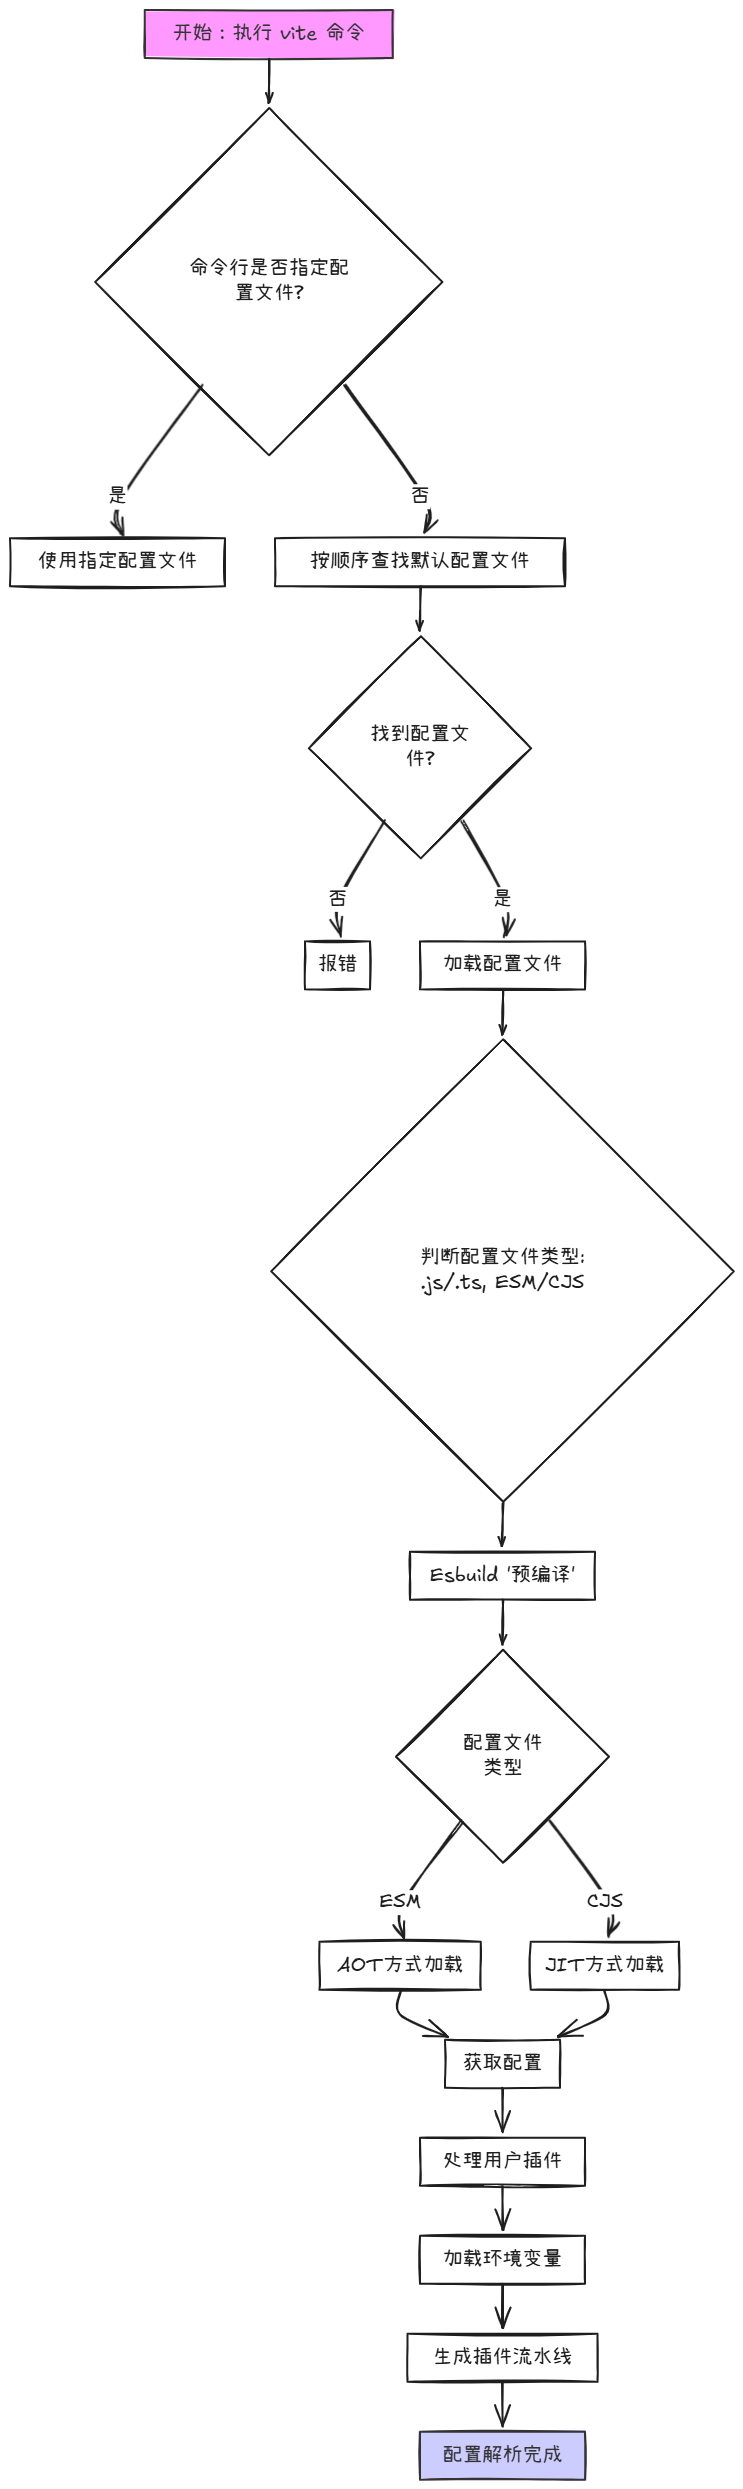 开始：执行 vite 命令
命令行是否指定配
置文件?
是
否
使用指定配置文件
按顺序查找默认配置文件
找到配置文
件?
否
是
报错
加载配置文件
判断配置文件类型:
.js/.ts, ESM/CJS
Esbuild '预编译'
配置文件
类型
ESM
CJS
AOT方式加载
JIT方式加载
获取配置
处理用户插件
加载环境变量
生成插件流水线
配置解析完成